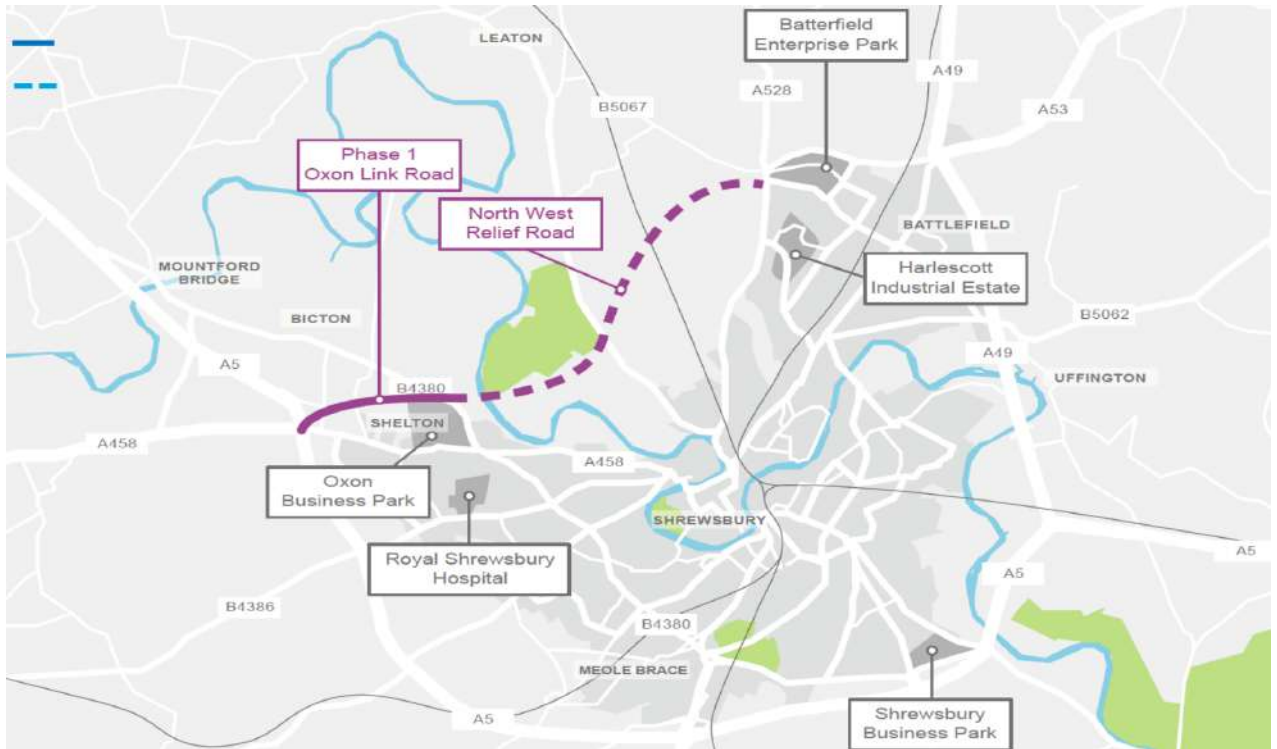 Batterfield
Enterprise Park
LEATON
A49
A528
B5067
A53
Phase 1
Oxon Link Road
North West
Relief Road
BATTLEFIELD
MOUNTFORD
BRIDGE
Harlescott
Industrial Estate
BICTON
B5062
A5
A49
UFFINGTON
B4380
SHELTON
A458
A458
Oxon
Business Park
SHREWSBURY
Royal Shrewsbury
Hospital
A5
A5
B4386
B4380
MEOLE BRACE
A5
Shrewsbury
Business Park